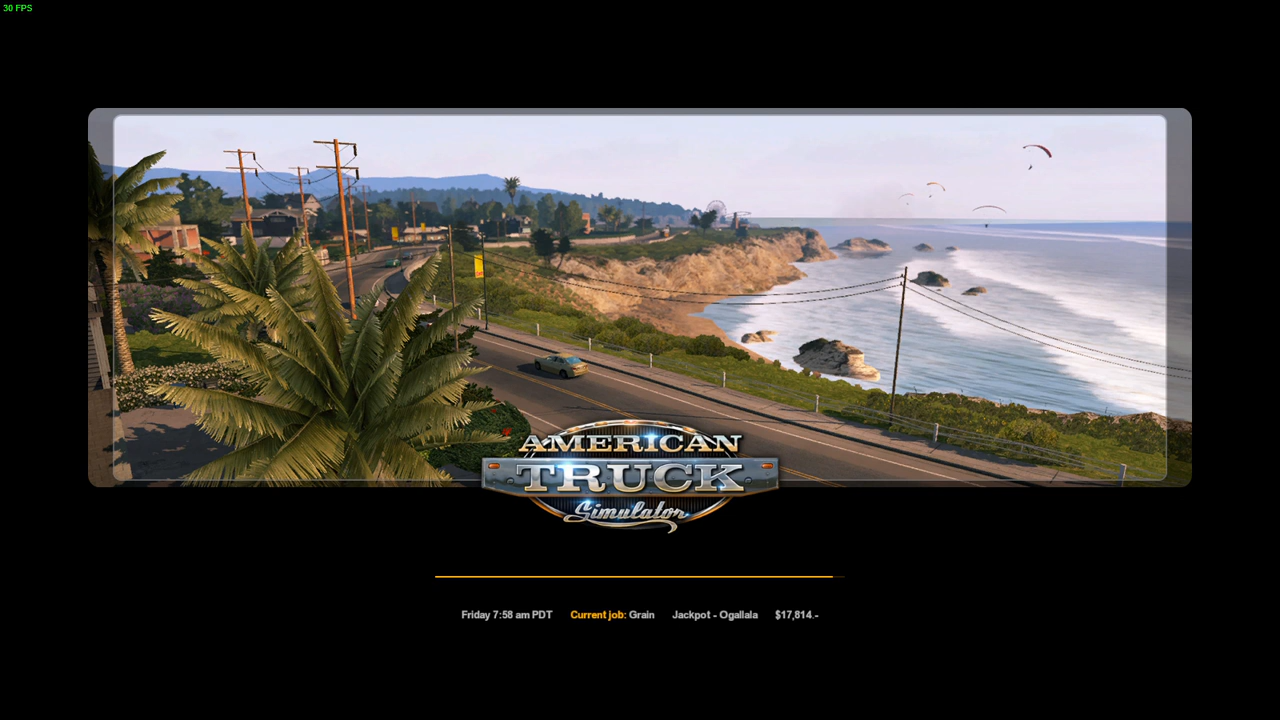 30 FPS
AMERICAN
TRUCK
Simulator
Friday 7:58 am PDT Current job: Grain Jackpot - Ogallala $17,814.-